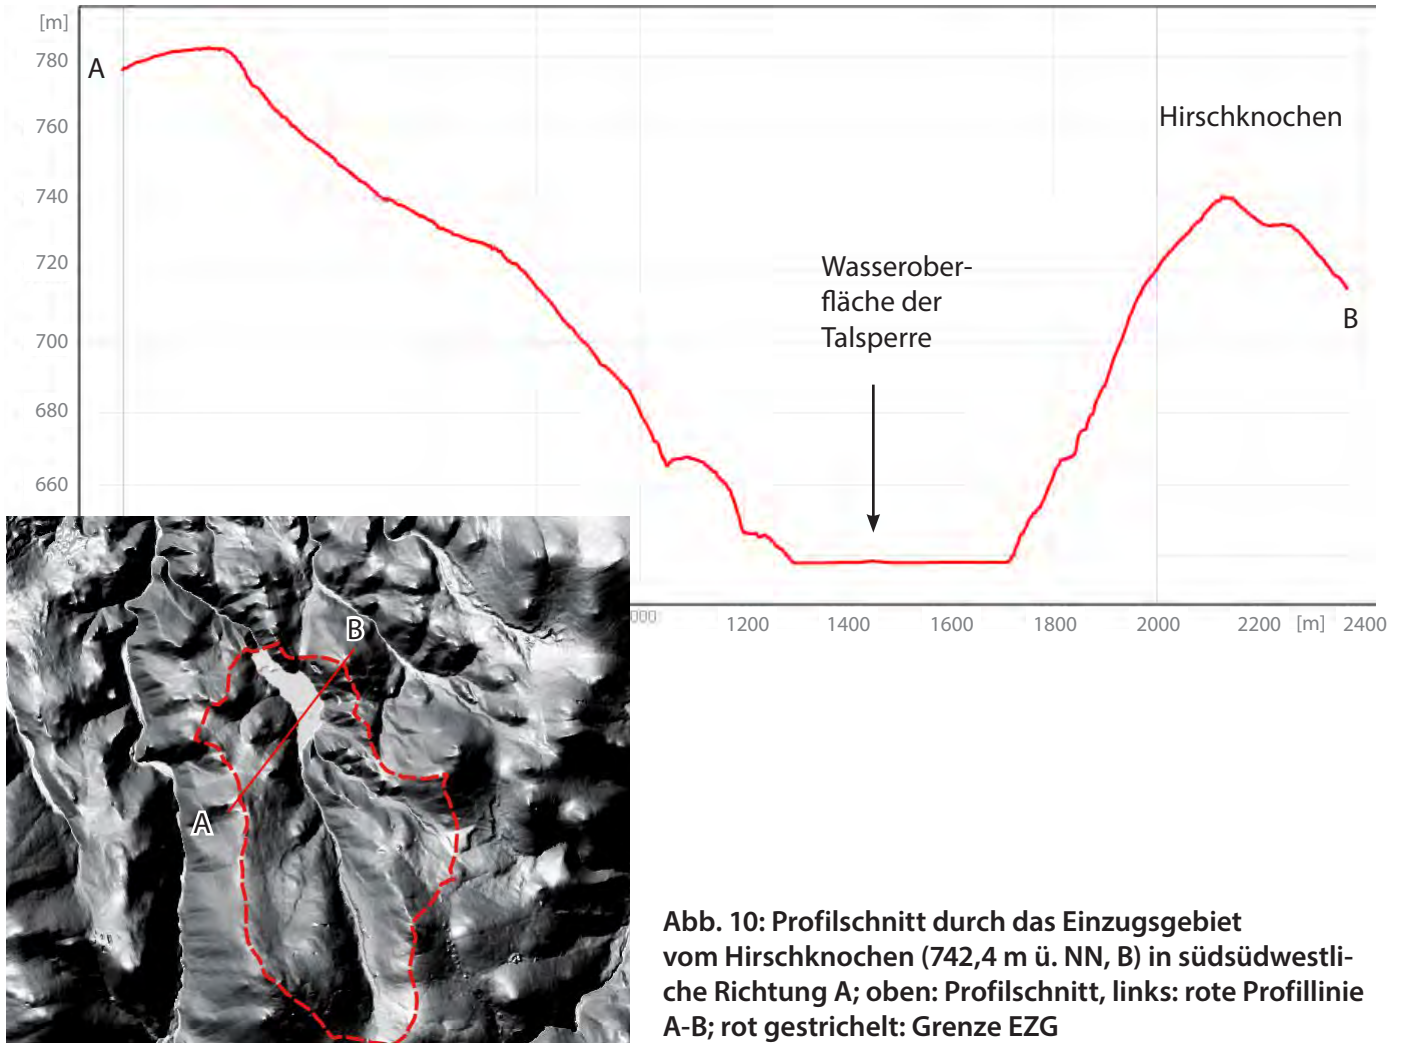 [m]
780
A
760
Hirschknochen
740
720
Wasserober-
fläche der
Talsperre
700
B
680
660
000
1200
1400
1600
1800
2000
2200
[m]
2400
B
A
Abb. 10: Profilschnitt durch das Einzugsgebiet
vom Hirschknochen (742,4 m ü. NN, B) in südsüdwestli-
che Richtung A; oben: Profilschnitt, links: rote Profillinie
A-B; rot gestrichelt: Grenze EZG